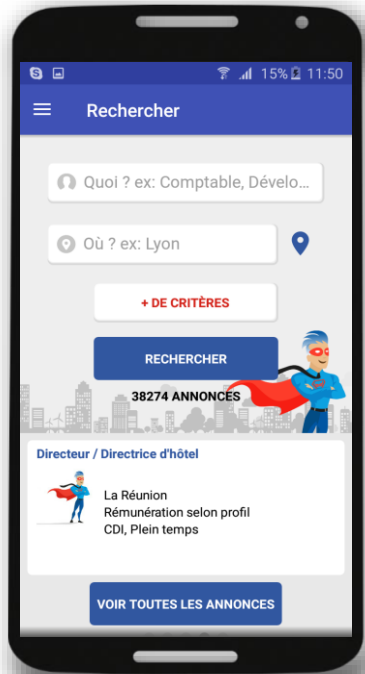 15% 11:50
Rechercher
Quoi ? ex: Comptable, Dévelo...
Où ? ex: Lyon
+ DE CRITÈRES
RECHERCHER
38274 ANNONCES
Directeur / Directrice d'hôtel
La Réunion
Rémunération selon profil
CDI, Plein temps
VOIR TOUTES LES ANNONCES